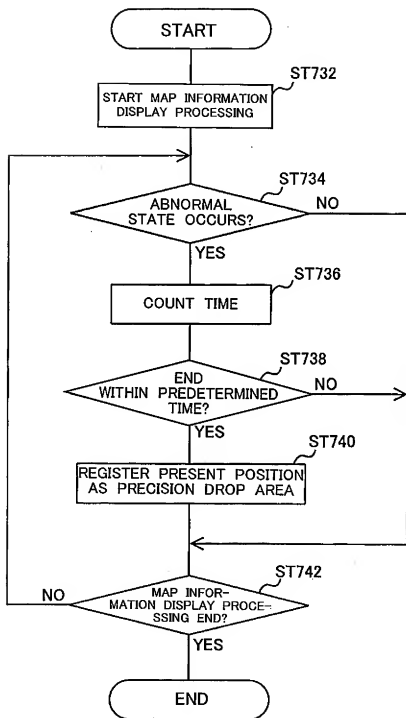 START
ST732
START MAP INFORMATION
DISPLAY PROCESSING
ST734
ABNORMAL
STATE OCCURS?
NO
YES
ST736
COUNT TIME
ST738
END
WITHIN PREDETERMINED
TIME?
NO
YES
ST740
REGISTER PRESENT POSITION
AS PRECISION DROP AREA
ST742
MAP INFOR-
MATION DISPLAY PROCE-
SSING END?
NO
YES
END